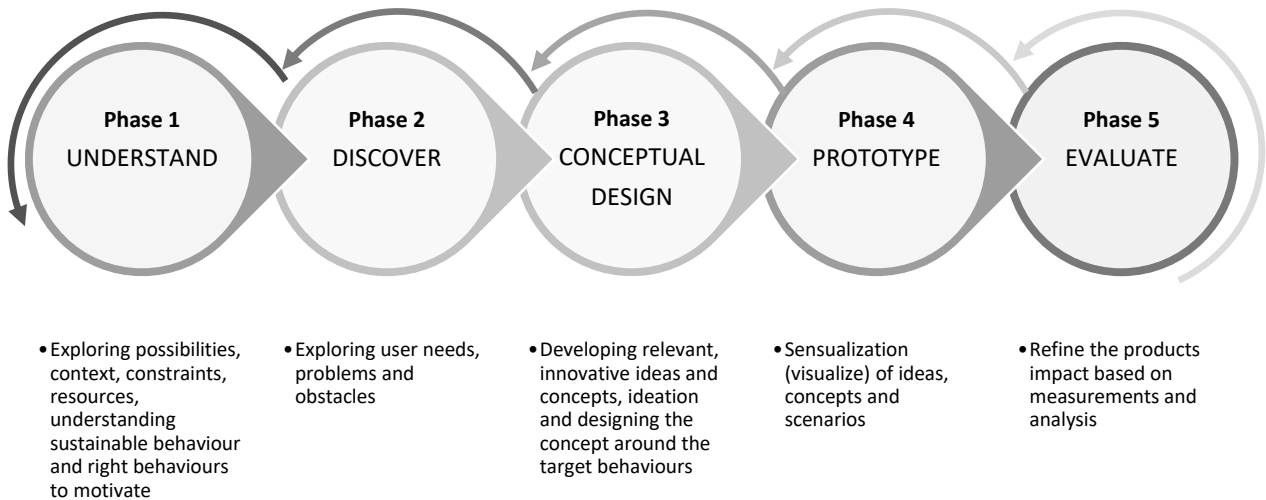 Phase 1
UNDERSTAND
Phase 2
DISCOVER
Phase 3
CONCEPTUAL
DESIGN
Phase 4
PROTOTYPE
Phase 5
EVALUATE
•Exploring possibilities,
context, constraints,
resources,
understanding
sustainable behaviour
and right behaviours
to motivate
•Exploring user needs,
problems and
obstacles
•Developing relevant,
innovative ideas and
concepts, ideation
and designing the
concept around the
target behaviours
•Sensualization
(visualize) of ideas,
concepts and
scenarios
•Refine the products
impact based on
measurements and
analysis